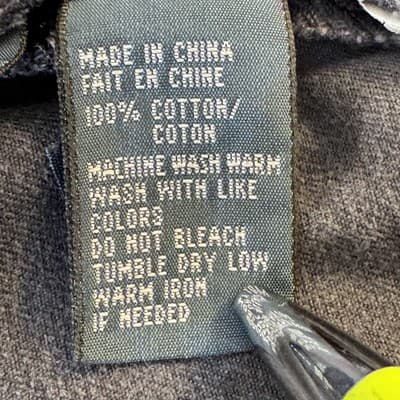 MADE IN CHINA
FAIT EN CHINE
100% COTTON/
COTON
MACHINE WASH WARM
WASH WITH LIKE
COLORS
DO NOT BLEACH
TUMBLE DRY LOW
WARM IRON
IF NEEDED